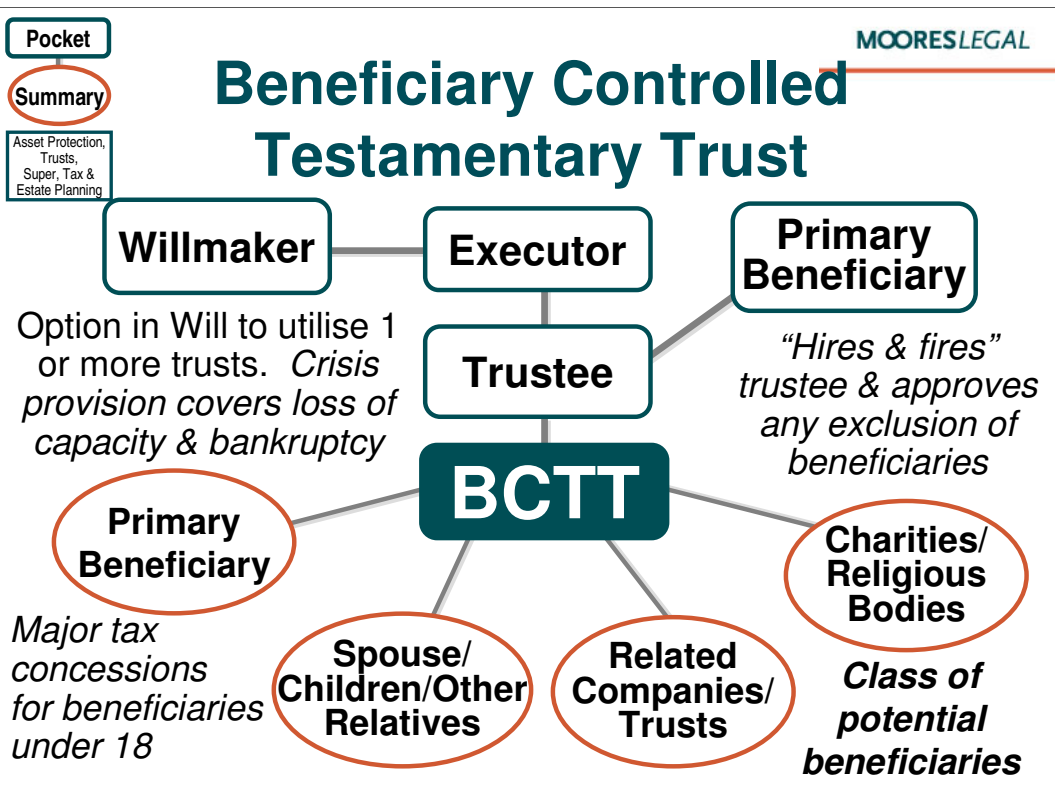 Pocket
Summary
Asset Protection,
Trusts,
Super, Tax &
Estate Planning
MOORESLEGAL
Beneficiary Controlled
Testamentary Trust
Willmaker
Executor
Primary
Beneficiary
Option in Will to utilise 1
or more trusts. Crisis
provision covers loss of
capacity & bankruptcy
Trustee
“Hires & fires”
trustee & approves
any exclusion of
beneficiaries
BCTT
Primary
Beneficiary
Charities/
Religious
Bodies
Major tax
concessions
for beneficiaries
under 18
Spouse/
Children/Other
Relatives
Related
Companies/
Trusts
Class of
potential
beneficiaries